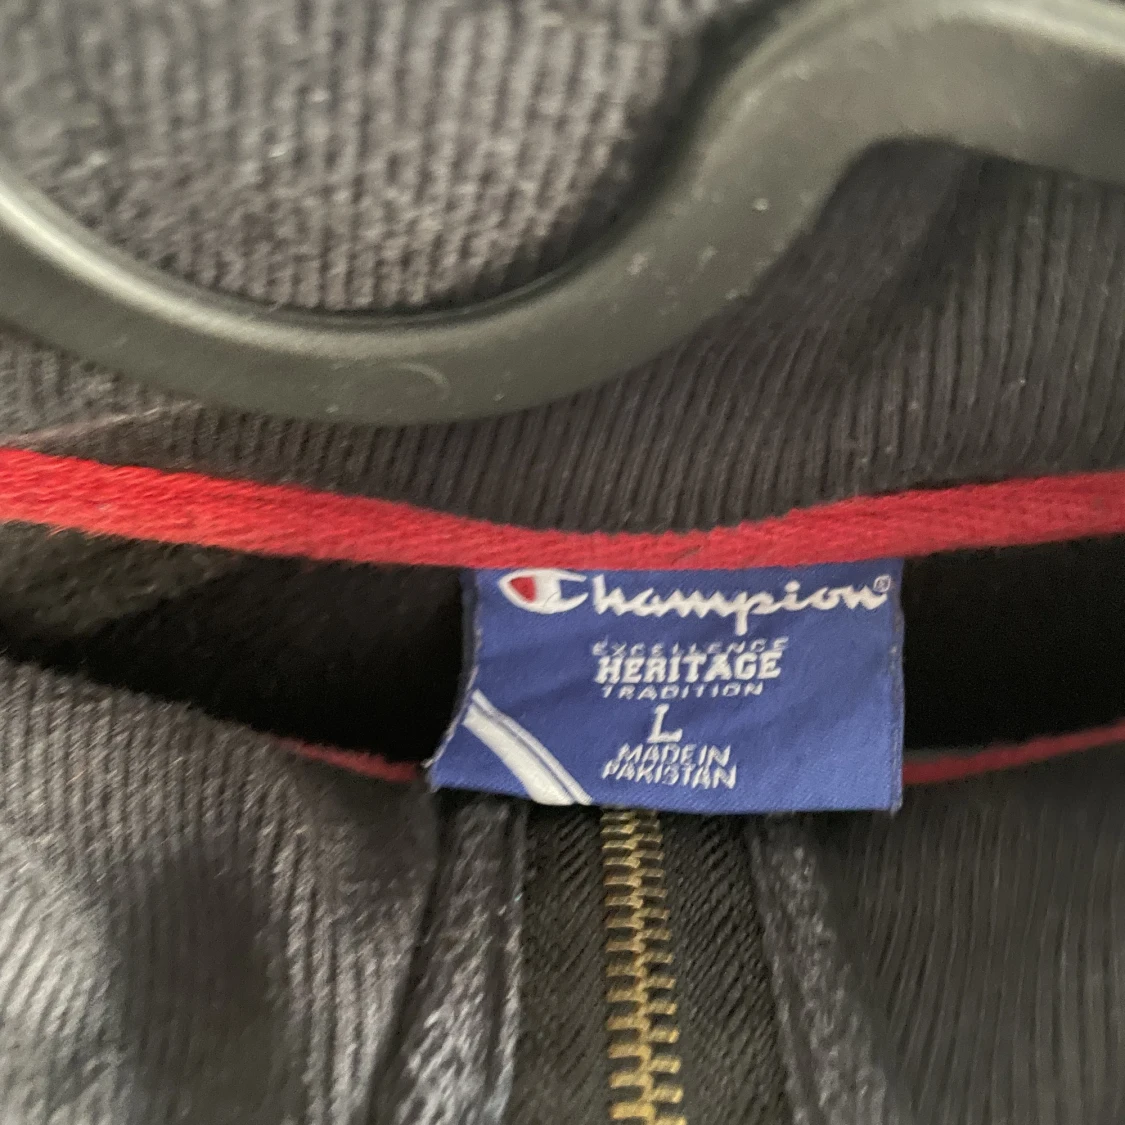 Champion®
EXCELLENCE
HERITAGE
TRADITION
L
MADE IN
PAKISTAN